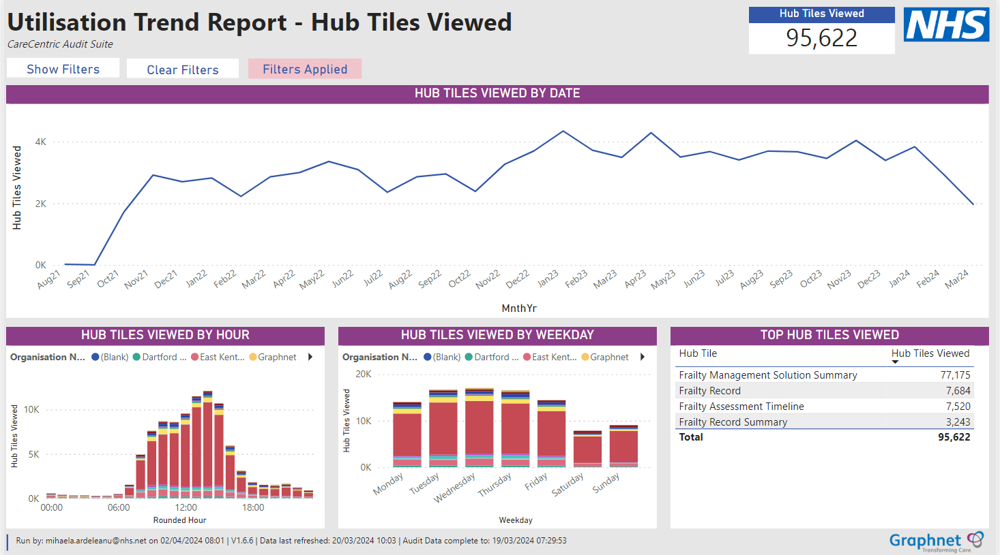 Utilisation Trend Report - Hub Tiles Viewed
CareCentric Audit Suite
Hub Tiles Viewed
95,622
NHS
Show Filters
Clear Filters
Filters Applied
HUB TILES VIEWED BY DATE
Hub Tiles Viewed
4K
2K
0K
Aug21 Sep21 Oct21 Nov21 Dec21 Jan22 Feb22 Mar22 Apr22 May22 Jun22 Jul22 Aug22 Sep22 Oct22 Nov22 Dec22 Jan23 Feb23 Mar23 Apr23 May23 Jun23 Jul23 Aug23 Sep23 Oct23 Nov23 Dec23 Jan24 Feb24 Mar24
MnthYr
HUB TILES VIEWED BY HOUR
Organisation N... (Blank) Dartford ... East Kent... Graphnet
Hub Tiles Viewed
10K
5K
0K
00:00 06:00 12:00 18:00
Rounded Hour
HUB TILES VIEWED BY WEEKDAY
Organisation N... (Blank) Dartford ... East Kent... Graphnet
Hub Tiles Viewed
20K
10K
0K
Monday Tuesday Wednesday Thursday Friday Saturday Sunday
Weekday
TOP HUB TILES VIEWED
Hub Tile Hub Tiles Viewed
Frailty Management Solution Summary 77,175
Frailty Record 7,684
Frailty Assessment Timeline 7,520
Frailty Record Summary 3,243
Total 95,622
Run by: mihaela.ardeleanu@nhs.net on 02/04/2024 08:01 | V1.6.6 | Data last refreshed: 20/03/2024 10:03 | Audit Data complete to: 19/03/2024 07:29:53
Graphnet
Transforming Care